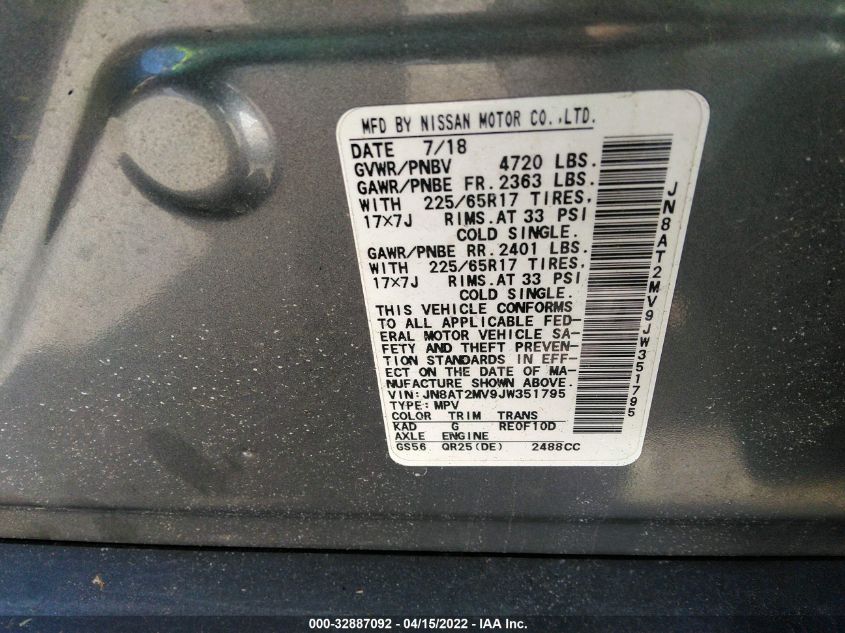 MFD BY NISSAN MOTOR CO.,LTD.
DATE 7/18
GVWR/PNBV 4720 LBS.
GAWR/PNBE FR. 2363 LBS.
WITH 225/65R17 TIRES,
17×7J RIMS.AT 33 PSI
COLD SINGLE.
GAWR/PNBE RR. 2401 LBS.
WITH 225/65R17 TIRES,
17×7J RIMS.AT 33 PSI
COLD SINGLE.
THIS VEHICLE CONFORMS
TO ALL APPLICABLE FED-
ERAL MOTOR VEHICLE SA-
FETY AND THEFT PREVEN-
TION STANDARDS IN EFF-
ECT ON THE DATE OF MA-
NUFACTURE SHOWN ABOVE.
VIN:JN8AT2MV9JW351795
TYPE:MPV
COLOR TRIM TRANS
KAD G RE0F10D
AXLE ENGINE
GS56 QR25(DE) 2488CC
JN8AT2MV9JW351795
000-32887092 - 04/15/2022 - IAA Inc.